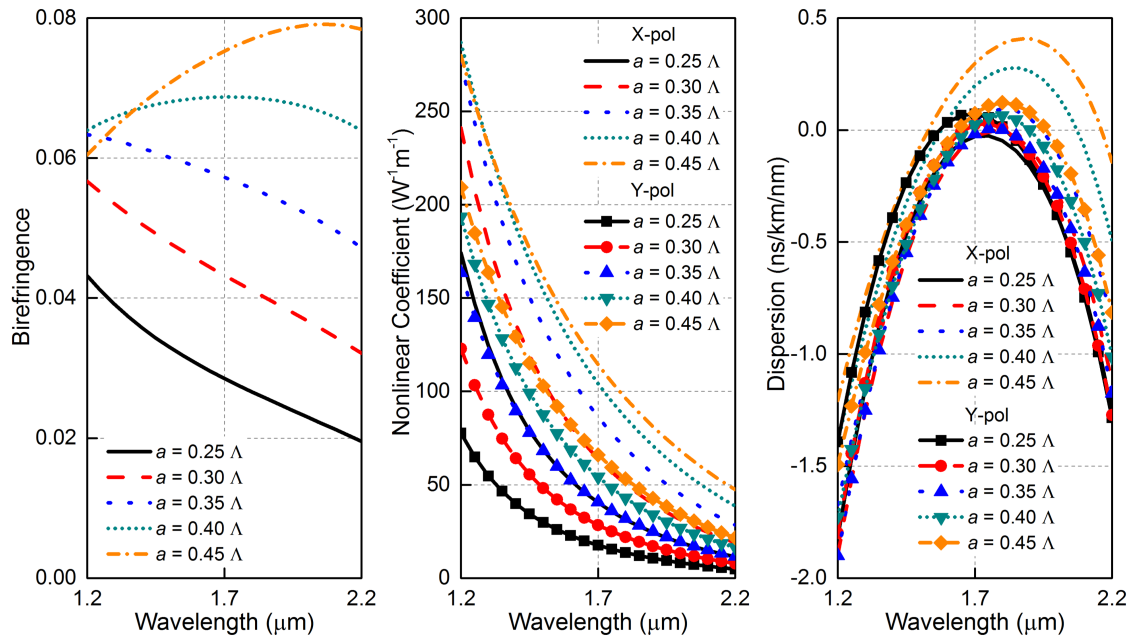 0.08
0.06
0.04
0.02
0.00
Birefringence
a = 0.25 Λ
a = 0.30 Λ
a = 0.35 Λ
a = 0.40 Λ
a = 0.45 Λ
1.2 1.7 2.2
Wavelength (μm)
300
250
200
150
100
50
0
Nonlinear Coefficient (W⁻¹m⁻¹)
X-pol
a = 0.25 Λ
a = 0.30 Λ
a = 0.35 Λ
a = 0.40 Λ
a = 0.45 Λ
Y-pol
a = 0.25 Λ
a = 0.30 Λ
a = 0.35 Λ
a = 0.40 Λ
a = 0.45 Λ
1.2 1.7 2.2
Wavelength (μm)
0.5
0.0
-0.5
-1.0
-1.5
-2.0
Dispersion (ns/km/nm)
X-pol
a = 0.25 Λ
a = 0.30 Λ
a = 0.35 Λ
a = 0.40 Λ
a = 0.45 Λ
Y-pol
a = 0.25 Λ
a = 0.30 Λ
a = 0.35 Λ
a = 0.40 Λ
a = 0.45 Λ
1.2 1.7 2.2
Wavelength (μm)